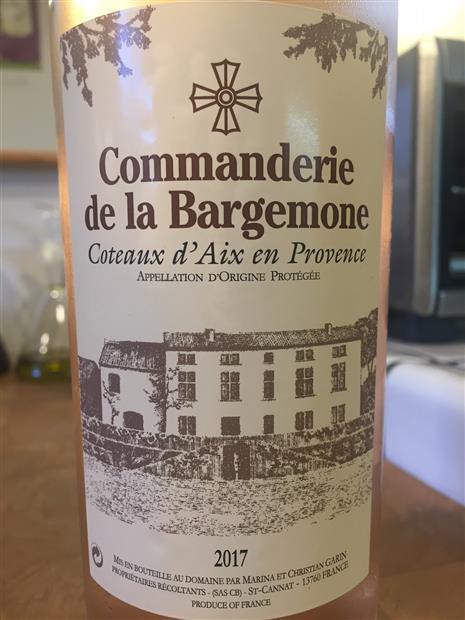 Commanderie
de la Bargemone
Coteaux d'Aix en Provence
APPELLATION D'ORIGINE PROTÉGÉE
2017
MIS EN BOUTEILLE AU DOMAINE PAR MARINA ET CHRISTIAN GARIN
PROPRIÉTAIRES RÉCOLTANTS - (SAS CB) - ST-CANNAT - 13760 FRANCE
PRODUCE OF FRANCE